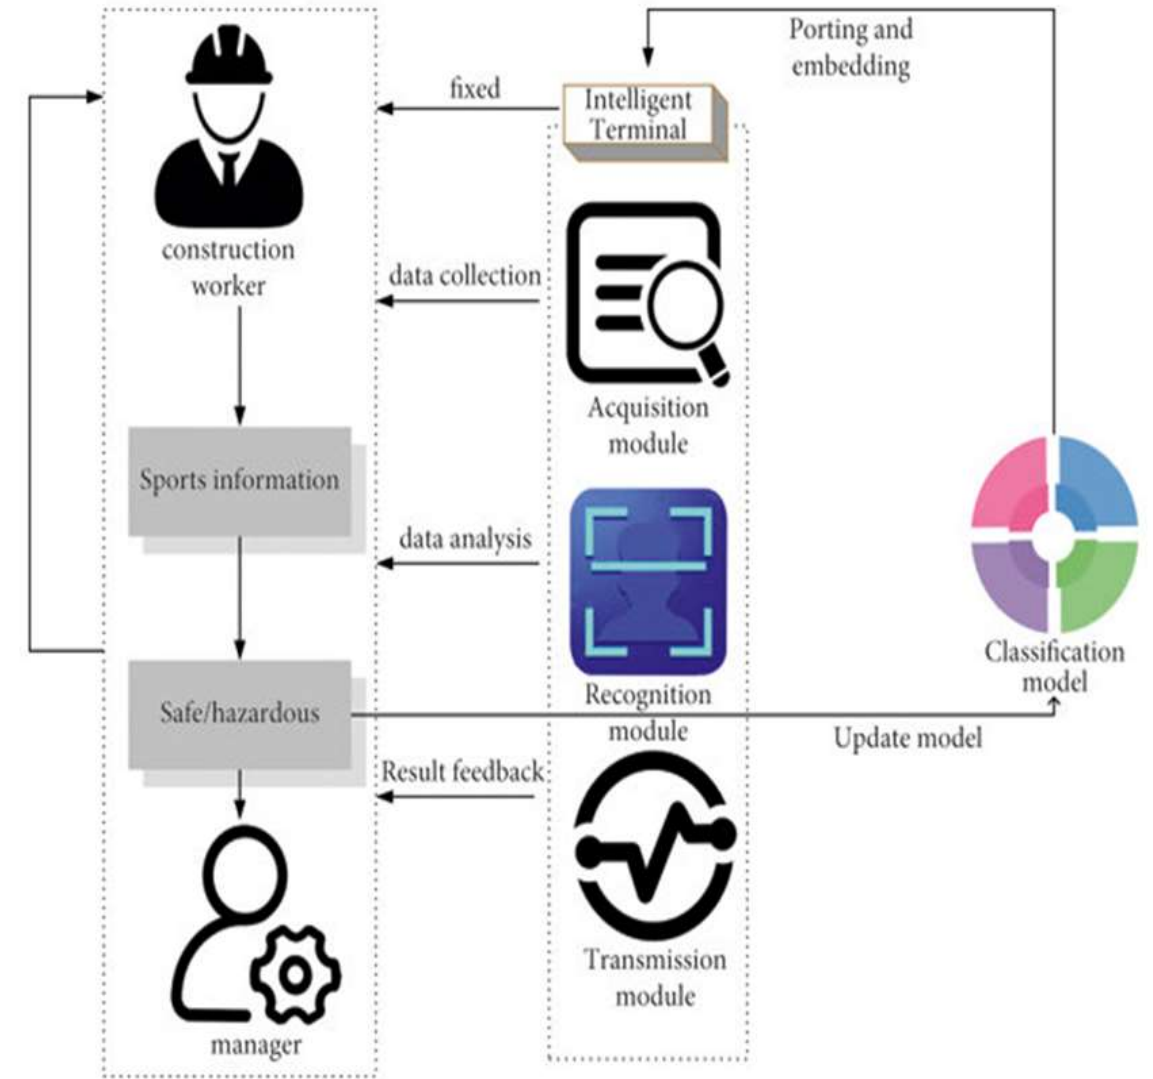 Porting and
embedding
fixed
Intelligent
Terminal
construction
worker
data collection
Acquisition
module
Sports information
data analysis
Classification
model
Recognition
module
Safe/hazardous
Update model
Result feedback
Transmission
module
manager